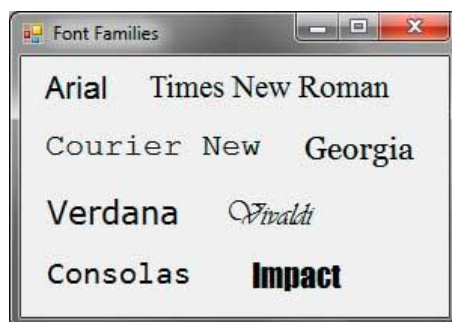 Font Families
Arial Times New Roman
Courier New Georgia
Verdana Vivaldi
Consolas Impact